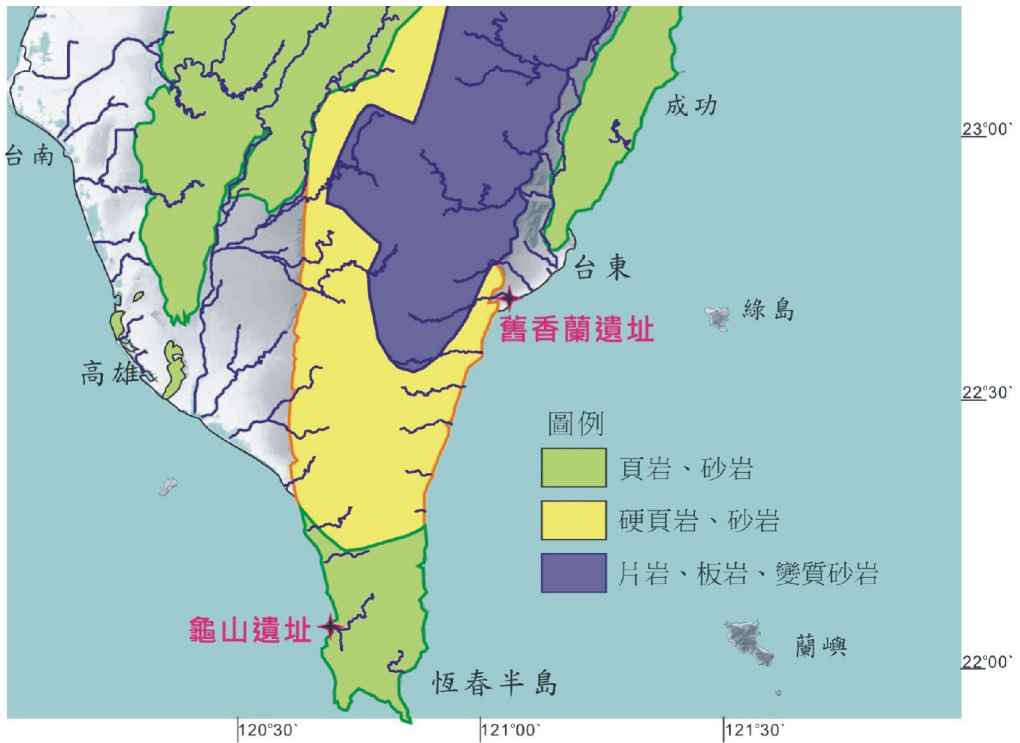 成功
23°00`
台南
台東
綠島
舊香蘭遺址
高雄
22°30`
圖例
頁岩、砂岩
硬頁岩、砂岩
片岩、板岩、變質砂岩
龜山遺址
蘭嶼
22°00`
恆春半島
120°30`
121°00`
121°30`